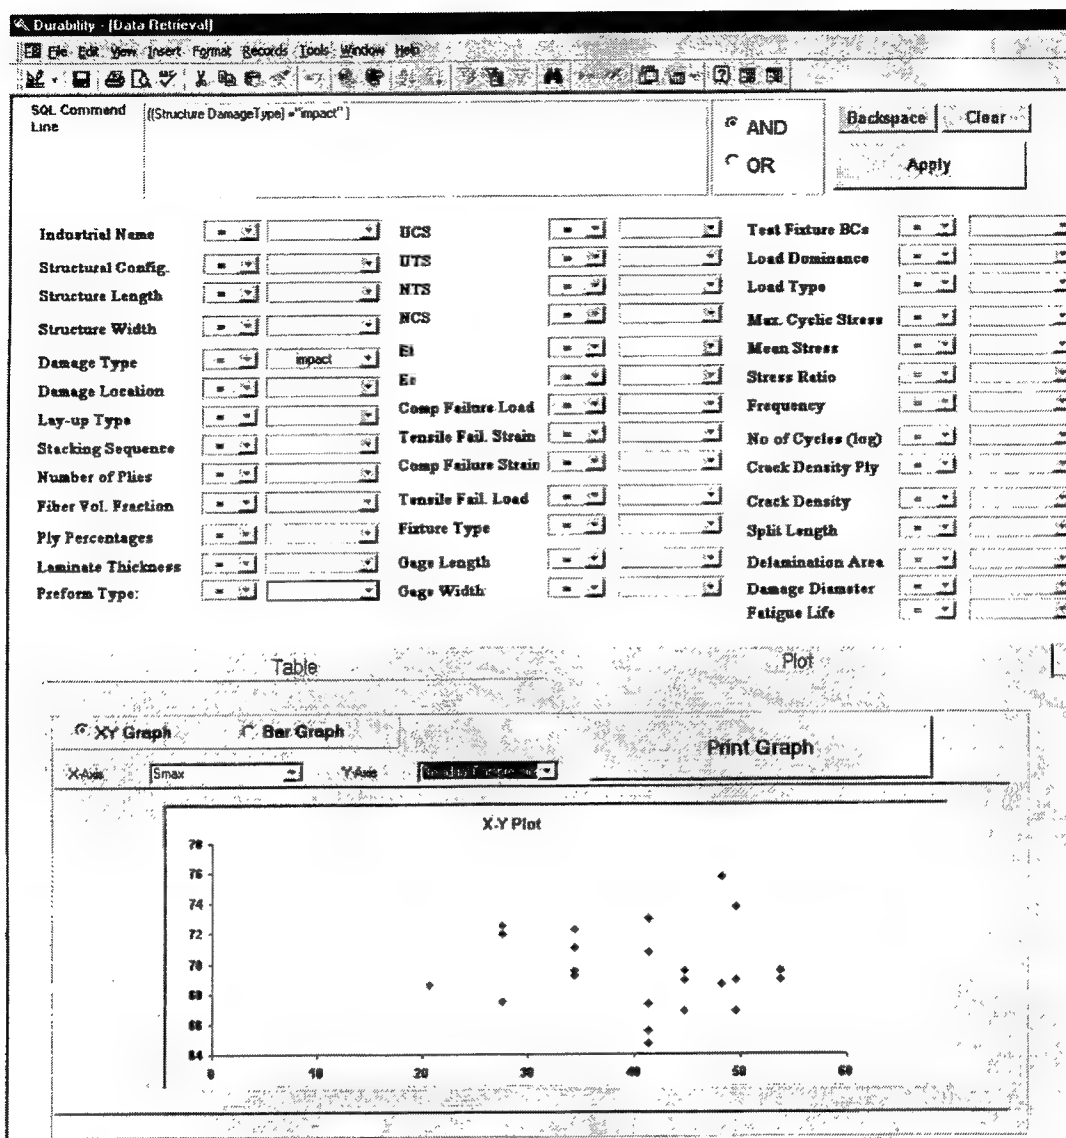 Durability - [Data Retrieval]
File Edit View Insert Format Records Tools Window Help
SQL Command Line
([Structure DamageType] ="impact" )
AND
OR
Backspace Clear
Apply
Industrial Name = UCS = Test Fixture BCs =
Structural Config. = UTS = Load Dominance =
Structure Length = NTS = Load Type =
Structure Width = NCS = Max. Cyclic Stress =
Damage Type = impact Et = Mean Stress =
Damage Location = Ec = Stress Ratio =
Lay-up Type = Comp Failure Load = Frequency =
Stacking Sequence = Tensile Fail. Strain = No of Cycles (log) =
Number of Plies = Comp Failure Strain = Crack Density Ply =
Fiber Vol. Fraction = Tensile Fail. Load = Crack Density =
Ply Percentages = Fixture Type = Split Length =
Laminate Thickness = Gage Length = Delamination Area =
Preform Type: = Gage Width = Damage Diameter =
Fatigue Life =
Table Plot
XY Graph Bar Graph Print Graph
X-Axis Smax Y-Axis
X-Y Plot
78
76
74
72
70
68
66
64
0 10 20 30 40 50 60